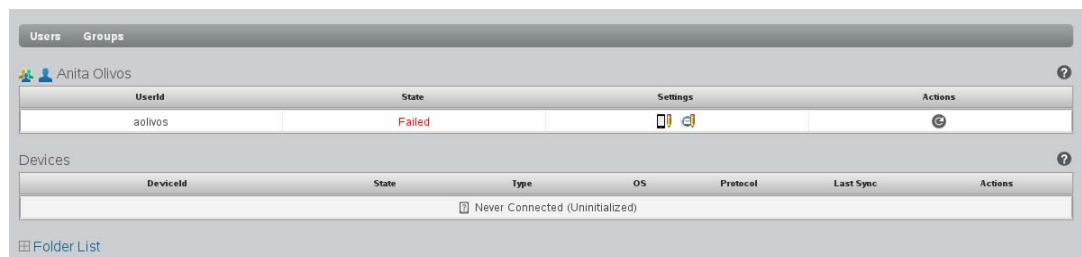 Users Groups
Anita Olivos
UserId State Settings Actions
aolivos Failed
Devices
DeviceId State Type OS Protocol Last Sync Actions
Never Connected (Uninitialized)
Folder List